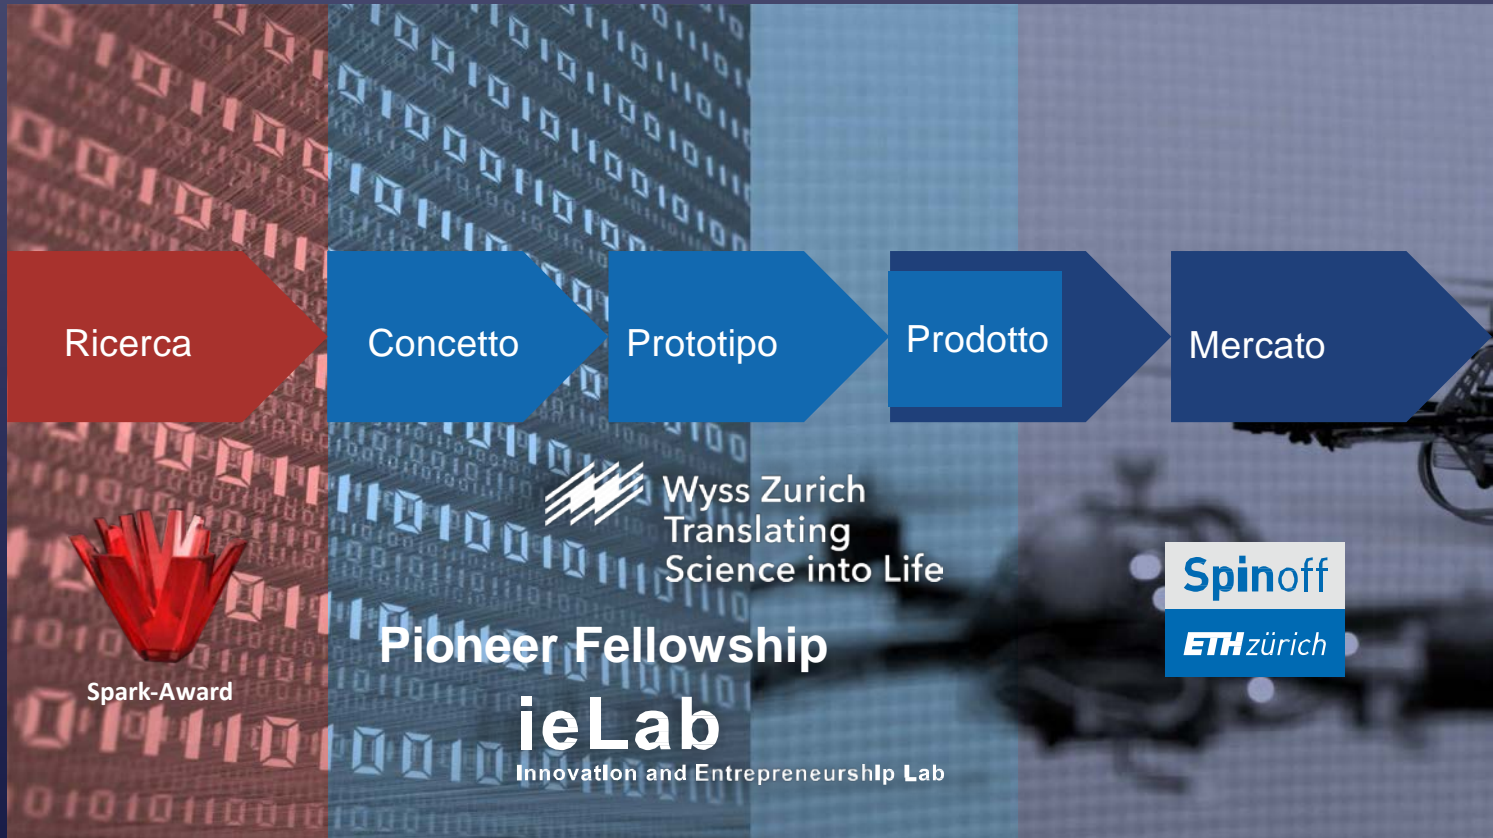 Ricerca
Concetto
Prototipo
Prodotto
Mercato
Spark-Award
Wyss Zurich
Translating
Science into Life
Pioneer Fellowship
ieLab
Innovation and Entrepreneurship Lab
Spinoff
ETH zürich